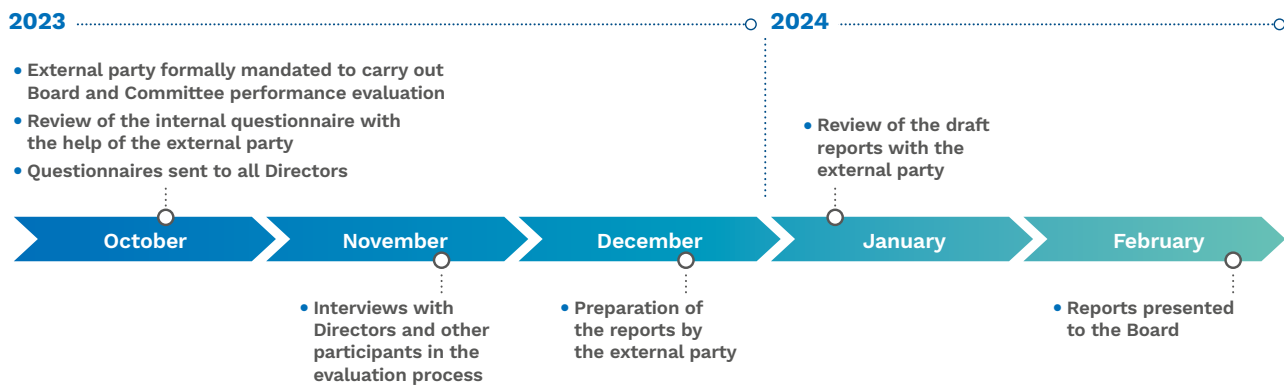 2023
2024
• External party formally mandated to carry out
Board and Committee performance evaluation
• Review of the internal questionnaire with
the help of the external party
• Questionnaires sent to all Directors
• Review of the draft
reports with the
external party
October
November
December
January
February
• Interviews with
Directors and other
participants in the
evaluation process
• Preparation of
the reports by
the external party
• Reports presented
to the Board